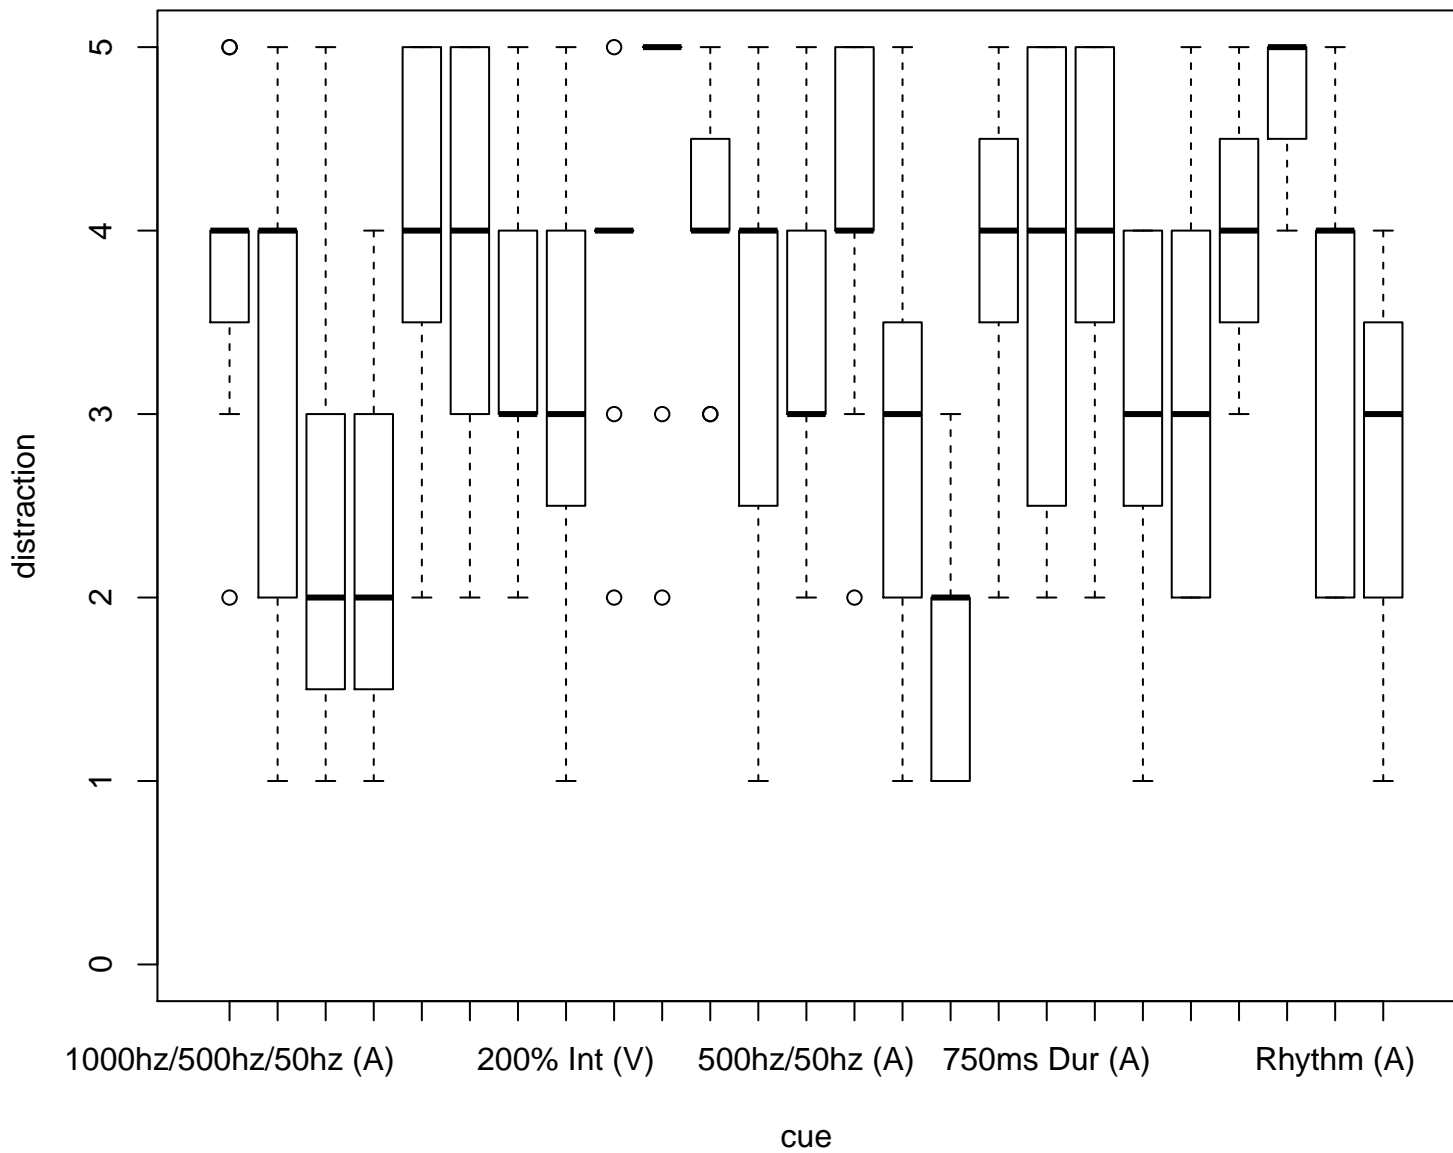 5
4
3
2
1
0
distraction
1000hz/500hz/50hz (A)
200% Int (V)
500hz/50hz (A)
750ms Dur (A)
Rhythm (A)
cue